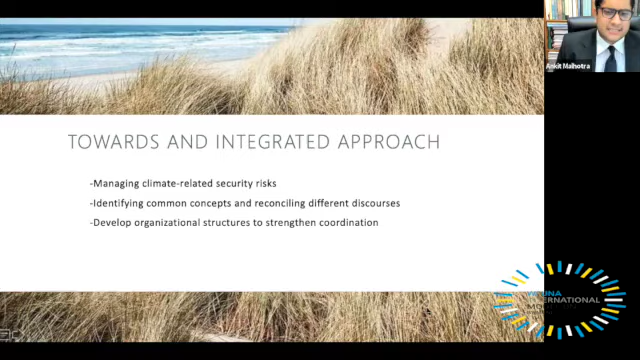 Ankit Malhotra
TOWARDS AND INTEGRATED APPROACH
-Managing climate-related security risks
-Identifying common concepts and reconciling different discourses
-Develop organizational structures to strengthen coordination
INTERNATIONAL